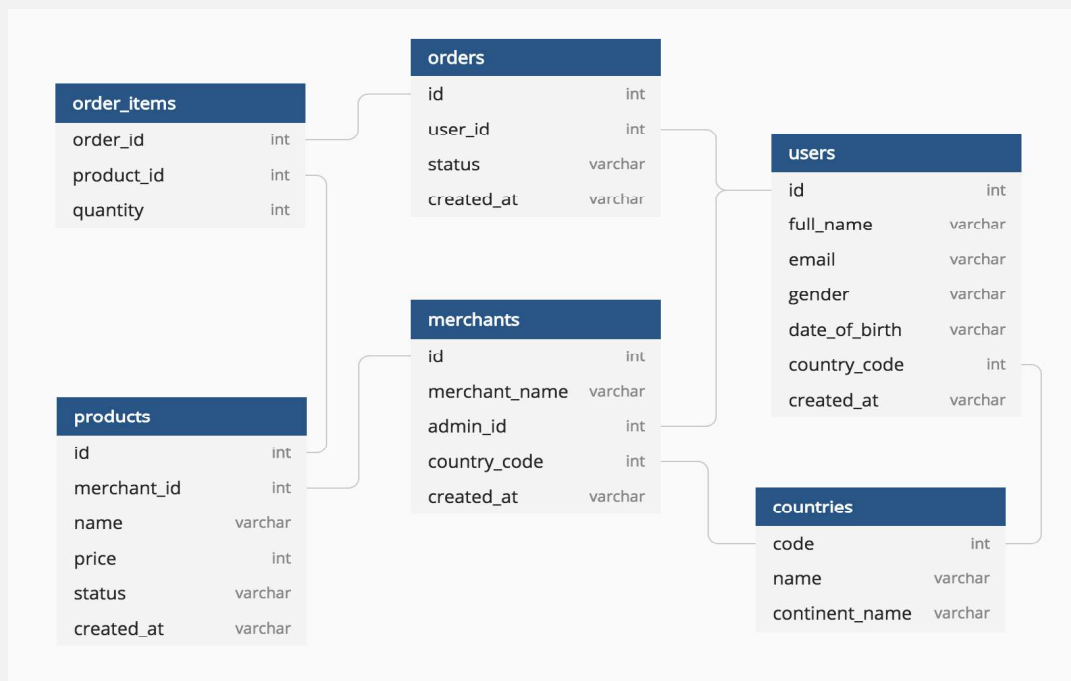 order_items
order_id int
product_id int
quantity int
orders
id int
user_id int
status varchar
created_at varchar
users
id int
full_name varchar
email varchar
gender varchar
date_of_birth varchar
country_code int
created_at varchar
merchants
id int
merchant_name varchar
admin_id int
country_code int
created_at varchar
products
id int
merchant_id int
name varchar
price int
status varchar
created_at varchar
countries
code int
name varchar
continent_name varchar